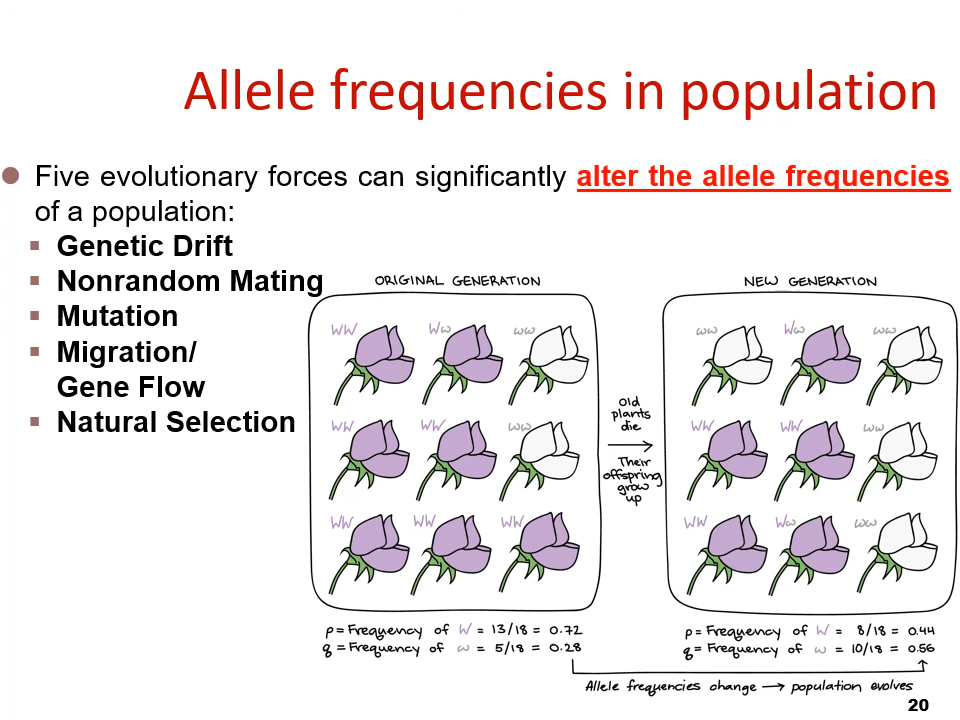 Allele frequencies in population
Five evolutionary forces can significantly alter the allele frequencies
of a population:
Genetic Drift
Nonrandom Mating
Mutation
Migration/
Gene Flow
Natural Selection
ORIGINAL GENERATION
WW Ww ww
WW WW ww
WW WW WW
Old
plants
die
Their
offspring
grow
up
NEW GENERATION
ww Ww ww
WW WW ww
WW Ww ww
p = Frequency of W = 13/18 = 0.72
q = Frequency of w = 5/18 = 0.28
p = Frequency of W = 8/18 = 0.44
q = Frequency of w = 10/18 = 0.56
Allele frequencies change → population evolves
20